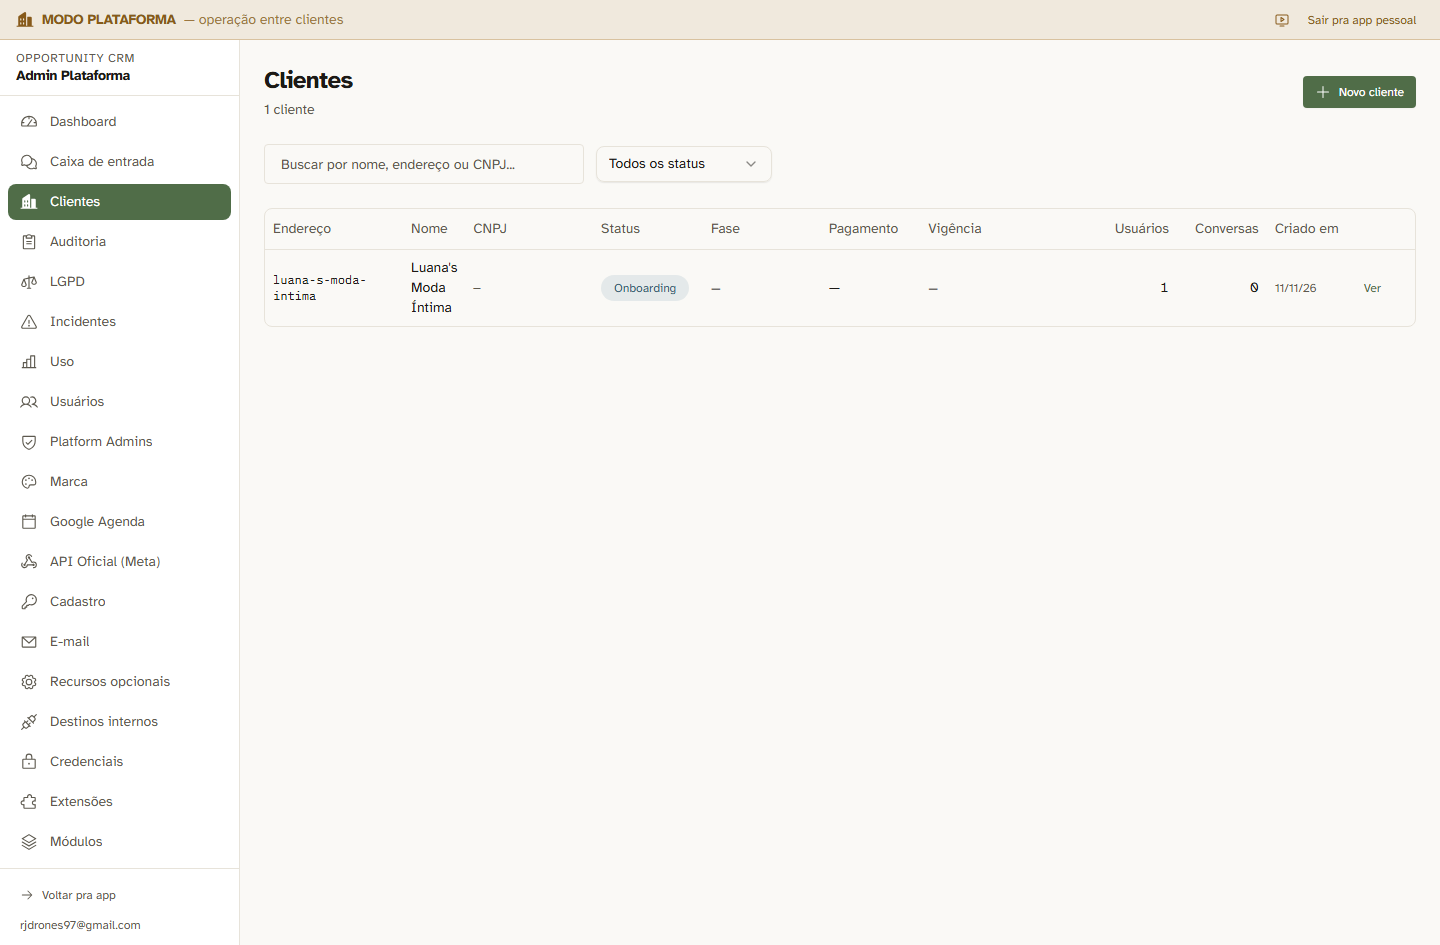 MODO PLATAFORMA — operação entre clientes
Sair pra app pessoal
OPPORTUNITY CRM
Admin Plataforma
Dashboard
Caixa de entrada
Clientes
Auditoria
LGPD
Incidentes
Uso
Usuários
Platform Admins
Marca
Google Agenda
API Oficial (Meta)
Cadastro
E-mail
Recursos opcionais
Destinos internos
Credenciais
Extensões
Módulos
Voltar pra app
rjdrones97@gmail.com
Clientes
1 cliente
Novo cliente
Buscar por nome, endereço ou CNPJ...
Todos os status
Endereço Nome CNPJ Status Fase Pagamento Vigência Usuários Conversas Criado em
luana-s-moda-
intima
Luana's
Moda
Íntima
— Onboarding — — — 1 0 11/11/26 Ver